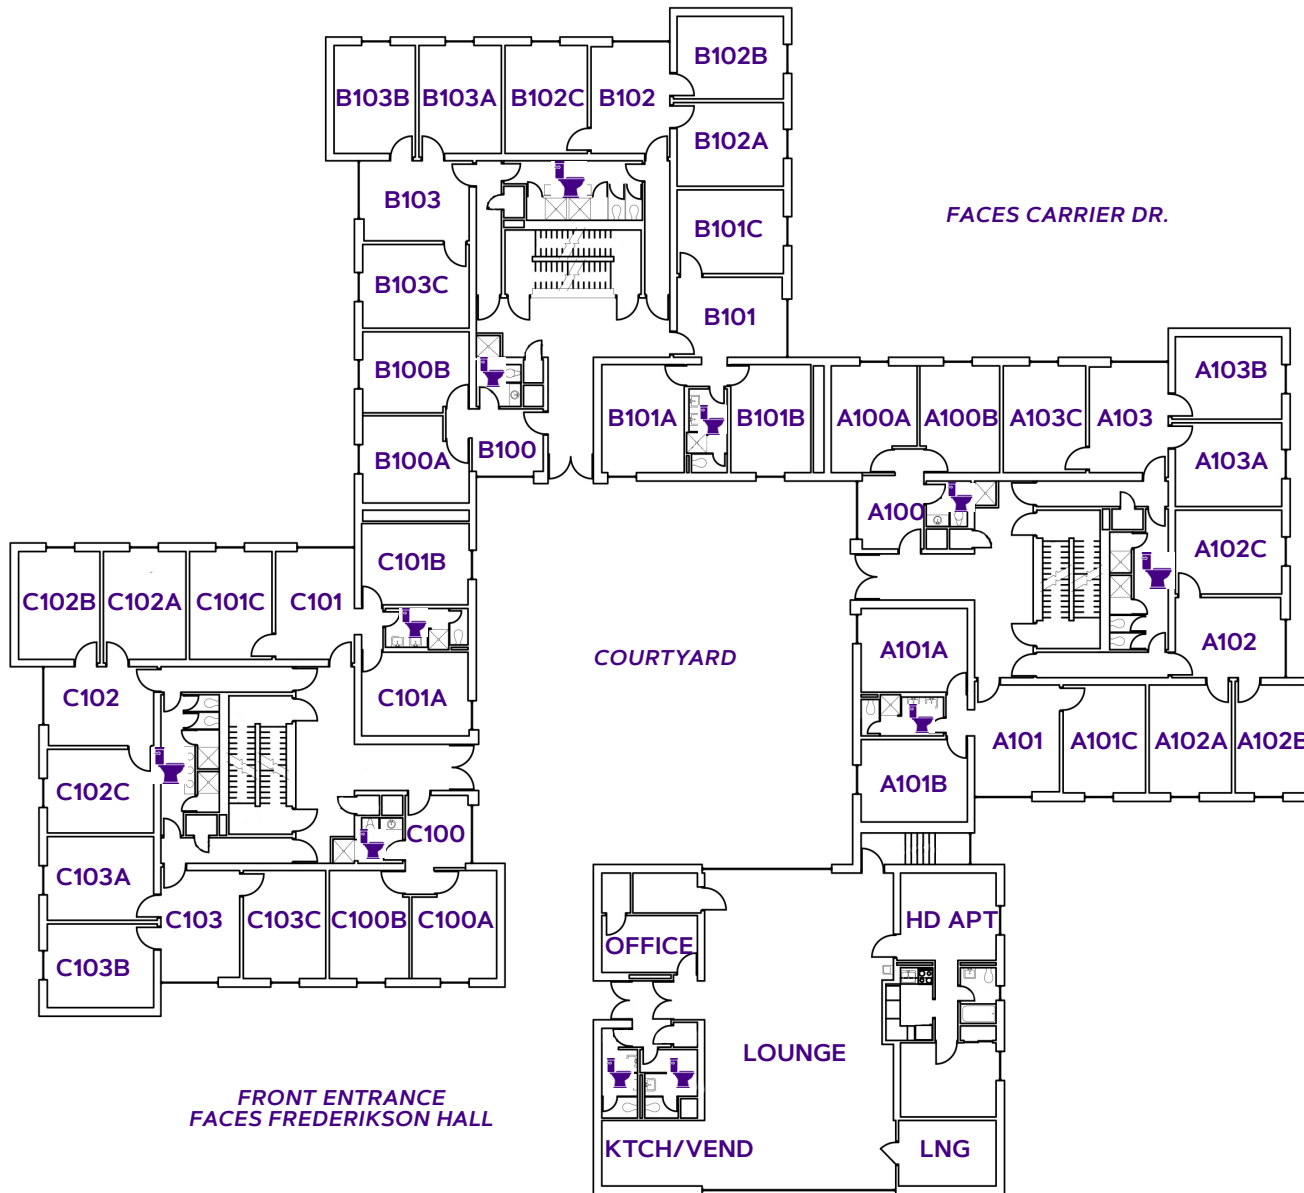 B102B
B103B
B103A
B102C
B102
B102A
B103
B101C
FACES CARRIER DR.
B103C
B101
B100B
A103B
B101A
B101B
A100A
A100B
A103C
A103
B100
B100A
A103A
A100
C101B
A102C
C102B
C102A
C101C
C101
A102
COURTYARD
A101A
C102
C101A
A101
A101C
A102A
A102B
C102C
A101B
C100
C103A
C103
C103C
C100B
C100A
HD APT
OFFICE
C103B
LOUNGE
FRONT ENTRANCE
FACES FREDERIKSON HALL
KTCH/VEND
LNG